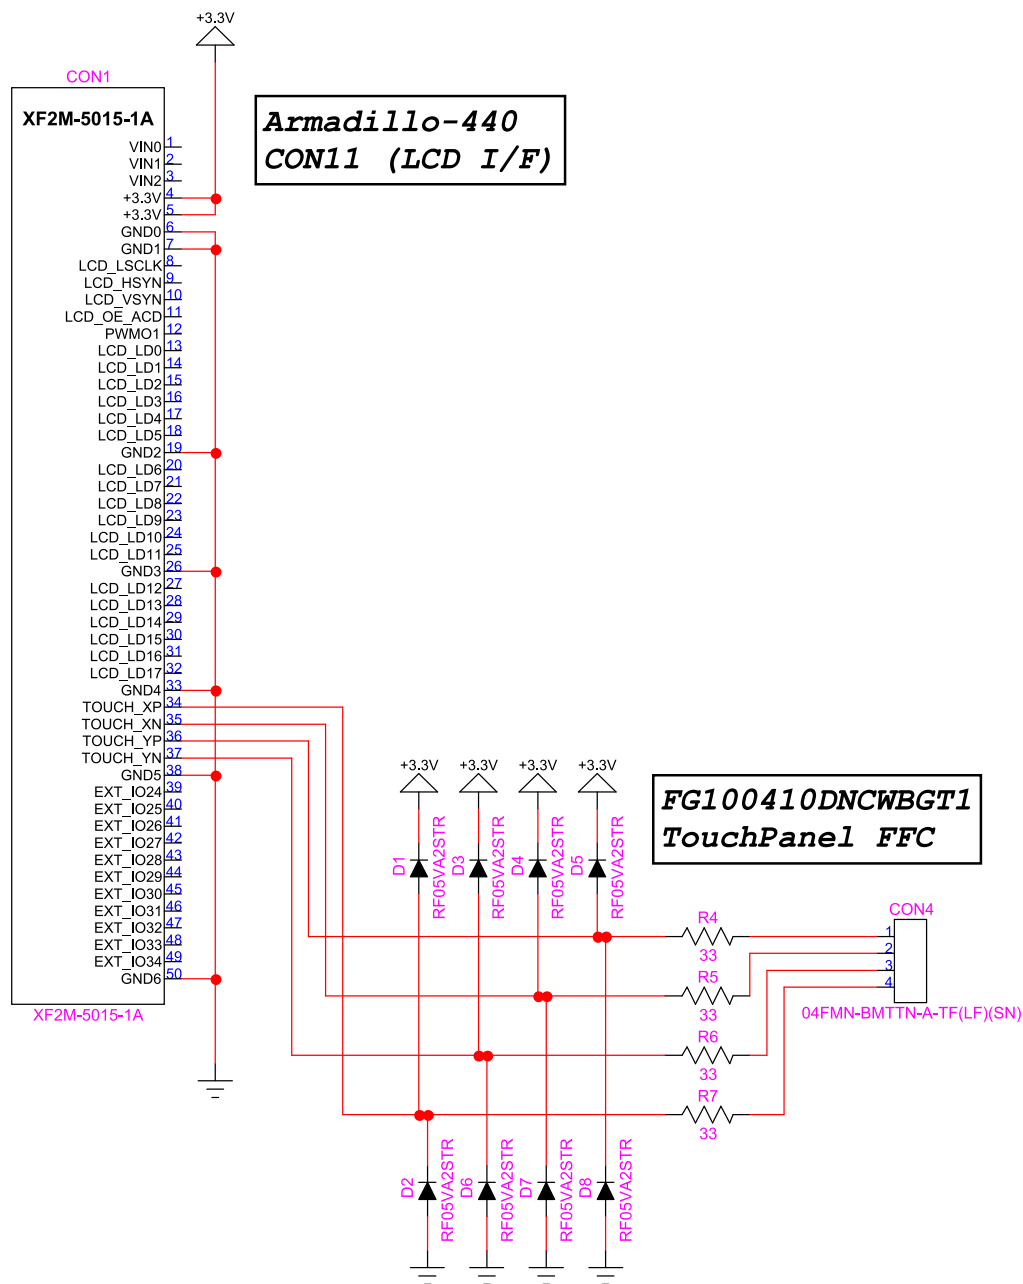 +3.3V
CON1
XF2M-5015-1A
Armadillo-440
CON11 (LCD I/F)
VIN0 1
VIN1 2
VIN2 3
+3.3V 4
+3.3V 5
GND0 6
GND1 7
LCD_LSCLK 8
LCD_HSYN 9
LCD_VSYN 10
LCD_OE_ACD 11
PWMO1 12
LCD_LD0 13
LCD_LD1 14
LCD_LD2 15
LCD_LD3 16
LCD_LD4 17
LCD_LD5 18
GND2 19
LCD_LD6 20
LCD_LD7 21
LCD_LD8 22
LCD_LD9 23
LCD_LD10 24
LCD_LD11 25
GND3 26
LCD_LD12 27
LCD_LD13 28
LCD_LD14 29
LCD_LD15 30
LCD_LD16 31
LCD_LD17 32
GND4 33
TOUCH_XP 34
TOUCH_XN 35
TOUCH_YP 36
TOUCH_YN 37
GND5 38
EXT_IO24 39
EXT_IO25 40
EXT_IO26 41
EXT_IO27 42
EXT_IO28 43
EXT_IO29 44
EXT_IO30 45
EXT_IO31 46
EXT_IO32 47
EXT_IO33 48
EXT_IO34 49
GND6 50
XF2M-5015-1A
+3.3V +3.3V +3.3V +3.3V
FG100410DNCWBGT1
TouchPanel FFC
D1 RF05VA2STR
D3 RF05VA2STR
D4 RF05VA2STR
D5 RF05VA2STR
CON4
1
2
3
4
04FMN-BMTTN-A-TF(LF)(SN)
R4
33
R5
33
R6
33
R7
33
D2 RF05VA2STR
D6 RF05VA2STR
D7 RF05VA2STR
D8 RF05VA2STR